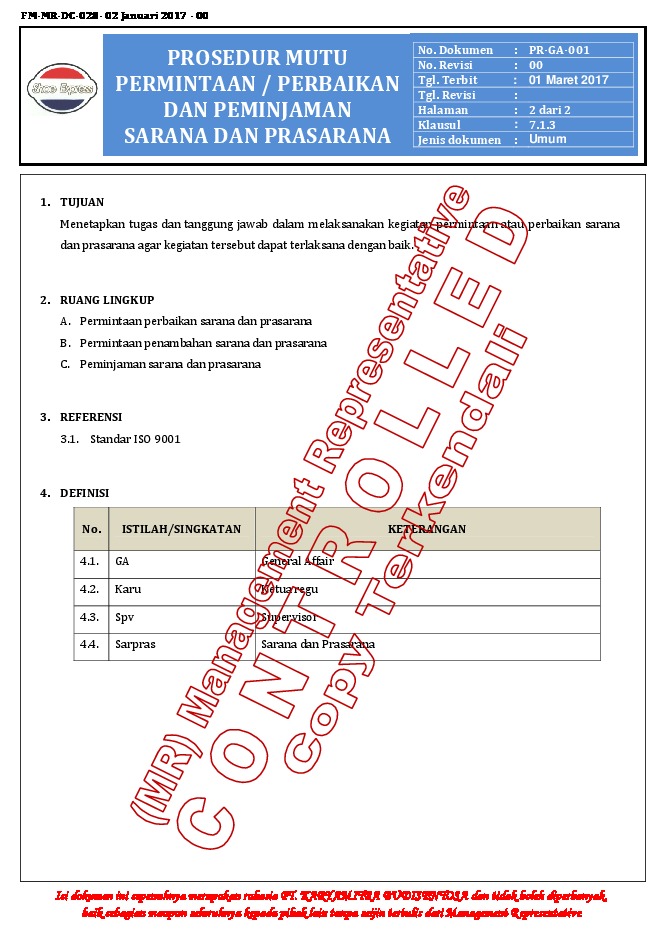 FM-MR-DC-028- 02 Januari 2017 - 00
Shoes Express
PROSEDUR MUTU
PERMINTAAN / PERBAIKAN
DAN PEMINJAMAN
SARANA DAN PRASARANA
No. Dokumen : PR-GA-001
No. Revisi : 00
Tgl. Terbit : 01 Maret 2017
Tgl. Revisi :
Halaman : 2 dari 2
Klausul : 7.1.3
Jenis dokumen : Umum
1. TUJUAN
Menetapkan tugas dan tanggung jawab dalam melaksanakan kegiatan permintaan atau perbaikan sarana
dan prasarana agar kegiatan tersebut dapat terlaksana dengan baik.
2. RUANG LINGKUP
A. Permintaan perbaikan sarana dan prasarana
B. Permintaan penambahan sarana dan prasarana
C. Peminjaman sarana dan prasarana
3. REFERENSI
3.1. Standar ISO 9001
4. DEFINISI
No. ISTILAH/SINGKATAN KETERANGAN
4.1. GA General Affair
4.2. Karu Ketua regu
4.3. Spv Supervisor
4.4. Sarpras Sarana dan Prasarana
(MR) Management Representative
CONTROLLED
Copy Terkendali
Isi dokumen ini sepenuhnya merupakan rahasia PT. KARYAMITRA BUDISENTOSA dan tidak boleh diperbanyak,
baik sebagian maupun seluruhnya kepada pihak lain tanpa seijin tertulis dari Management Representative